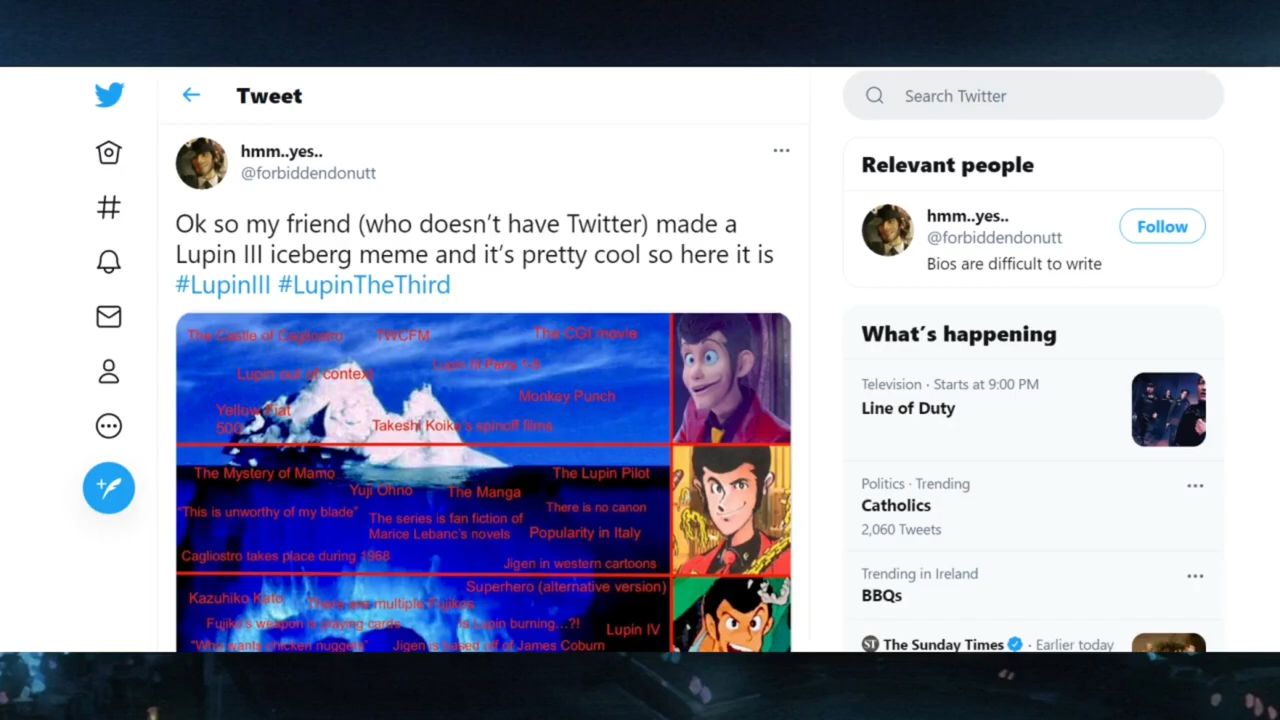 Tweet
hmm..yes..
@forbiddendonutt
Ok so my friend (who doesn't have Twitter) made a
Lupin lll iceberg meme and it's pretty cool so here it is
#LupinIII #LupinTheThird
The Castle of Cagliostro
TWCFM
The CGI movie
Lupin out of context
Lupin III Parts 1-5
Monkey Punch
Yellow Fiat
500
Takeshi Koike's spinoff films
The Mystery of Mamo
The Lupin Pilot
Yuji Ohno
The Manga
There is no canon
"This is unworthy of my blade"
The series is fan fiction of
Marice Lebanc's novels
Popularity in Italy
Cagliostro takes place during 1968
Jigen in western cartoons
Superhero (alternative version)
Kazuhiko Kato
There are multiple Fujikos
Fujiko's weapon is playing cards
Is Lupin burning...?!
Lupin IV
"Who wants chicken nuggets"
Jigen is based off of James Coburn
Search Twitter
Relevant people
hmm..yes..
@forbiddendonutt
Follow
Bios are difficult to write
What's happening
Television · Starts at 9:00 PM
Line of Duty
Politics · Trending
Catholics
2,060 Tweets
Trending in Ireland
BBQs
ST The Sunday Times · Earlier today